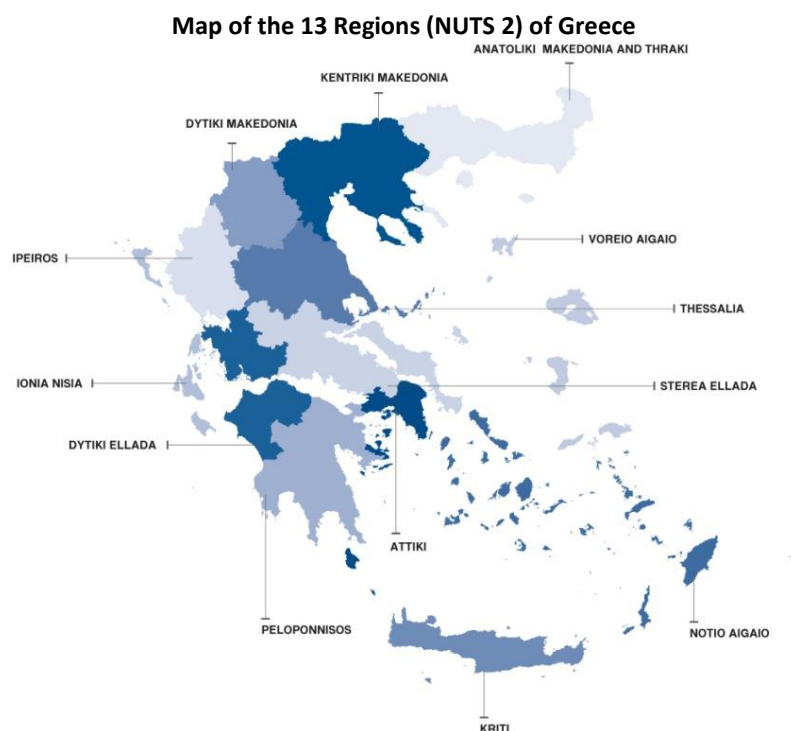 Map of the 13 Regions (NUTS 2) of Greece
ANATOLIKI MAKEDONIA AND THRAKI
KENTRIKI MAKEDONIA
DYTIKI MAKEDONIA
VOREIO AIGAIO
IPEIROS
THESSALIA
IONIA NISIA
STEREA ELLADA
DYTIKI ELLADA
ATTIKI
PELOPONNISOS
NOTIO AIGAIO
KRITI